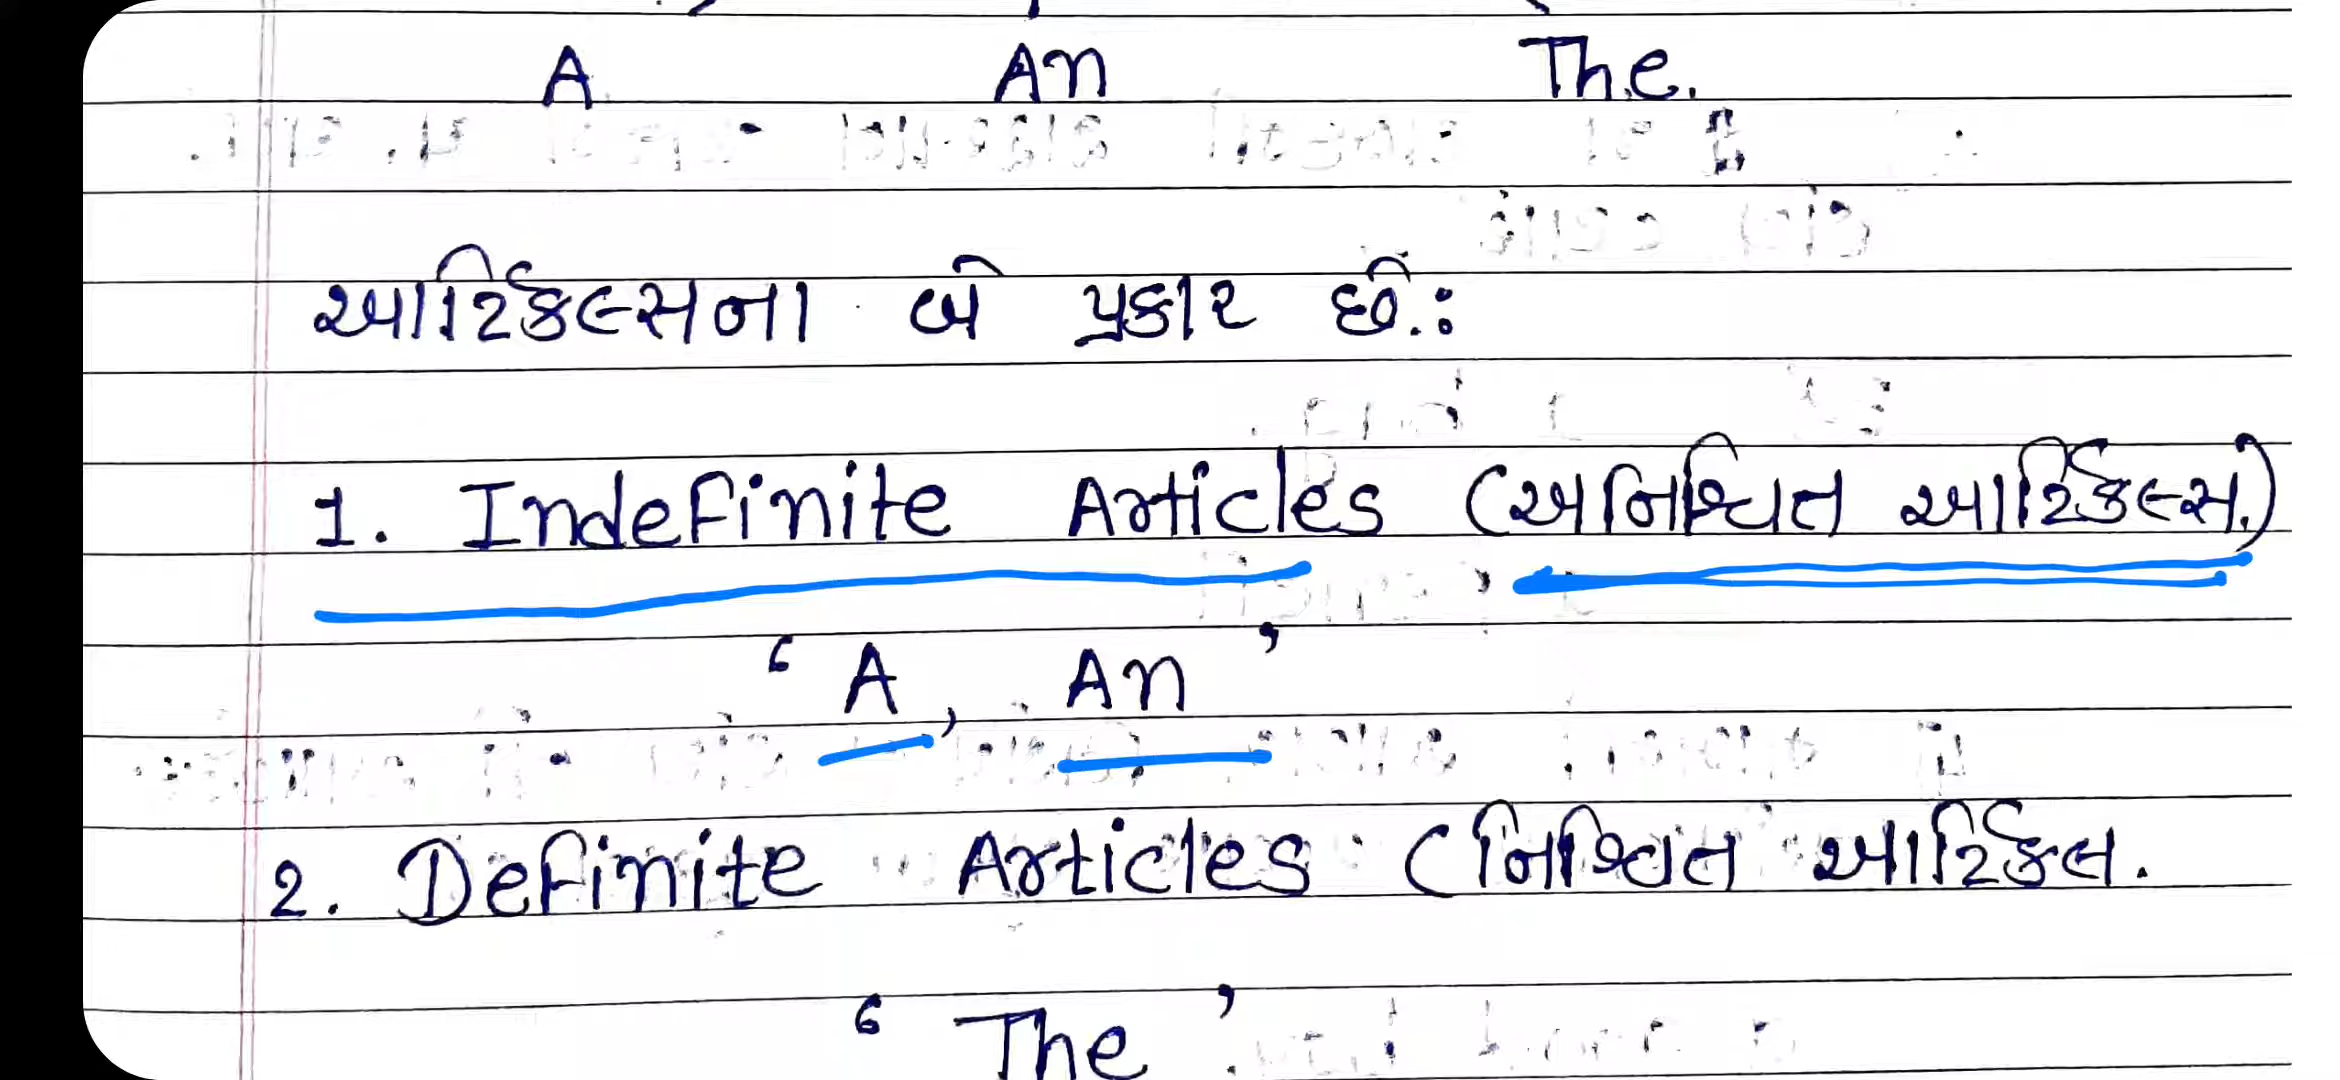 A An The.
આર્ટિકલ્સના બે પ્રકાર છે.:
1. Indefinite Articles (અનિશ્ચિત આર્ટિકલ્સ.)
‘ A, An ’
2. Definite Articles (નિશ્ચિત આર્ટિકલ.
‘ The ’